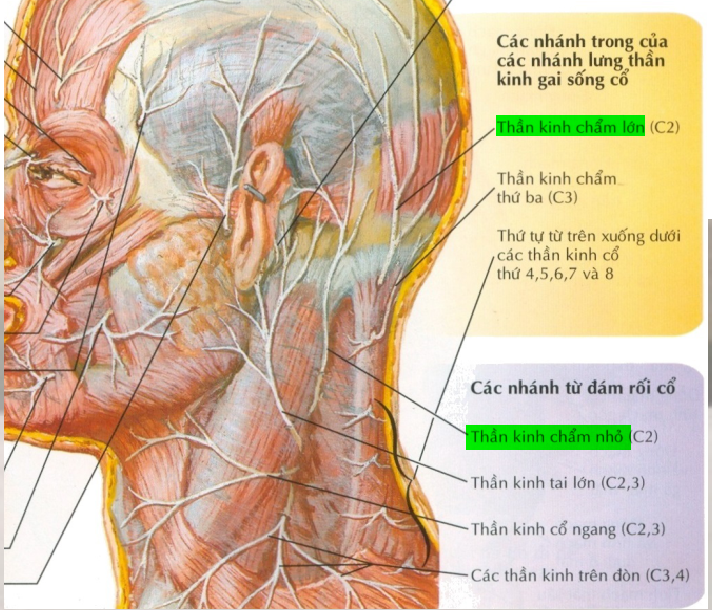 Các nhánh trong của
các nhánh lưng thần
kinh gai sống cổ
Thần kinh chẩm lớn (C2)
Thần kinh chẩm
thứ ba (C3)
Thứ tự từ trên xuống dưới
các thần kinh cổ
thứ 4,5,6,7 và 8
Các nhánh từ đám rối cổ
Thần kinh chẩm nhỏ (C2)
Thần kinh tai lớn (C2,3)
Thần kinh cổ ngang (C2,3)
Các thần kinh trên đòn (C3,4)